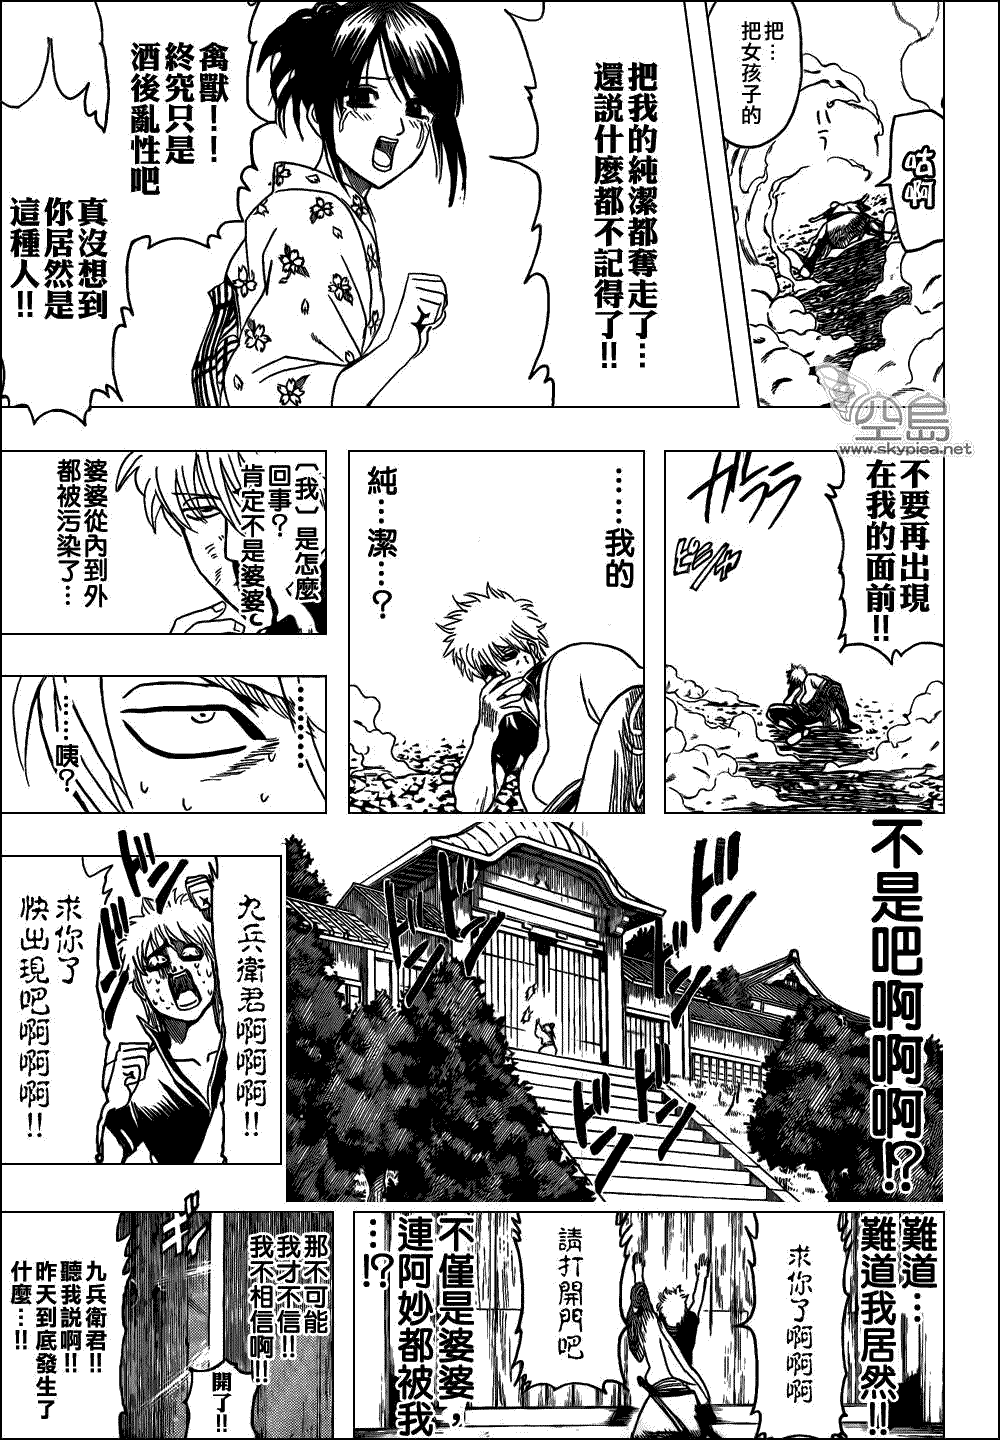 把…
把女孩子的
咕啊
把我的純潔都奪走了…
還説什麼都不記得了!!
禽獸!!
終究只是
酒後亂性吧
真沒想到
你居然是
這種人!!
空島
www.skypiea.net
不要再出現
在我的面前!!
ガララ
ピシャ
……我的
純…潔…?
〔我〕是怎麼
回事?
肯定不是婆婆
婆婆從內到外
都被污染了…
…………
……咦?
不是吧啊啊啊!?
ドドドドド
九兵衛君啊啊啊!!
求你了
快出現吧啊啊啊!!
ドドド
難道…
難道我居然!!
求你了啊啊啊
請打開門吧
不僅是婆婆,
連阿妙都被我
…!?
那不可能
我才不信!!
我不相信啊!!
ギィ
開了!!
九兵衛君!!
聽我説啊!!
昨天到底發生了
什麼…!!